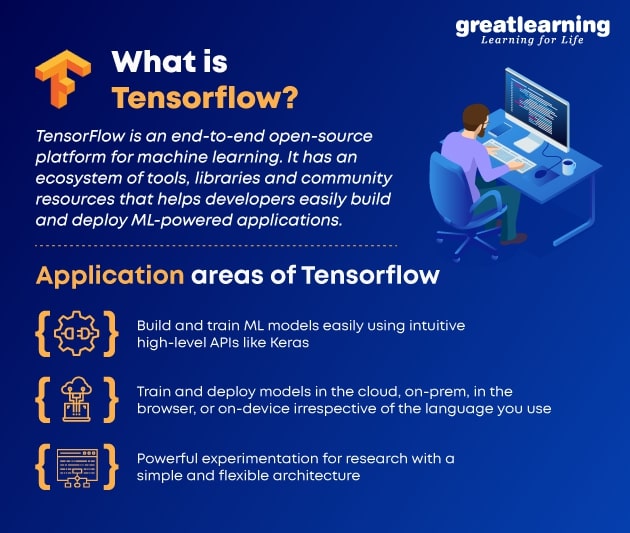 greatlearning
Learning for Life
What is
Tensorflow?
TensorFlow is an end-to-end open-source
platform for machine learning. It has an
ecosystem of tools, libraries and community
resources that helps developers easily build
and deploy ML-powered applications.
Application areas of Tensorflow
Build and train ML models easily using intuitive
high-level APIs like Keras
Train and deploy models in the cloud, on-prem, in the
browser, or on-device irrespective of the language you use
Powerful experimentation for research with a
simple and flexible architecture